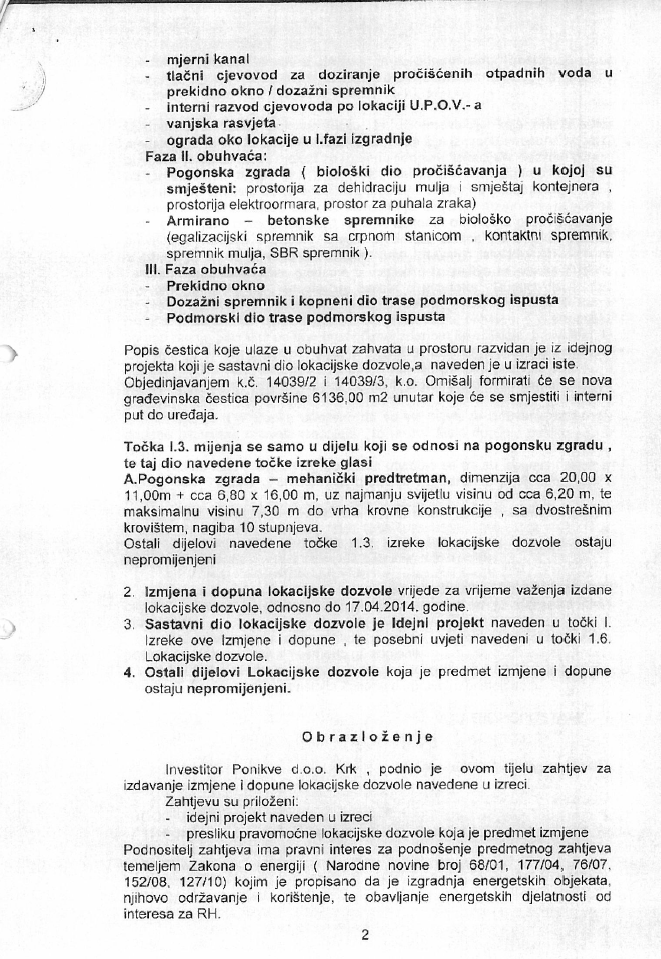 - mjerni kanal
- tlačni cjevovod za doziranje pročišćenih otpadnih voda u
prekidno okno / dozažni spremnik
- interni razvod cjevovoda po lokaciji U.P.O.V.- a
- vanjska rasvjeta
- ograda oko lokacije u I.fazi izgradnje
Faza II. obuhvaća:
- Pogonska zgrada ( biološki dio pročišćavanja ) u kojoj su
smješteni: prostorija za dehidraciju mulja i smještaj kontejnera ,
prostorija elektroormara, prostor za puhala zraka)
- Armirano – betonske spremnike za biološko pročišćavanje
(egalizacijski spremnik sa crpnom stanicom , kontaktni spremnik,
spremnik mulja, SBR spremnik ).
III. Faza obuhvaća
- Prekidno okno
- Dozažni spremnik i kopneni dio trase podmorskog ispusta
- Podmorski dio trase podmorskog ispusta
Popis čestica koje ulaze u obuhvat zahvata u prostoru razvidan je iz idejnog
projekta koji je sastavni dio lokacijske dozvole,a naveden je u izraci iste.
Objedinjavanjem k.č. 14039/2 i 14039/3, k.o. Omišalj formirati će se nova
građevinska čestica površine 6136,00 m2 unutar koje će se smjestiti i interni
put do uređaja.
Točka I.3. mijenja se samo u dijelu koji se odnosi na pogonsku zgradu ,
te taj dio navedene točke izreke glasi
A.Pogonska zgrada – mehanički predtretman, dimenzija cca 20,00 x
11,00m + cca 6,80 x 16,00 m, uz najmanju svijetlu visinu od cca 6,20 m, te
maksimalnu visinu 7,30 m do vrha krovne konstrukcije , sa dvostrešnim
krovištem, nagiba 10 stupnjeva.
Ostali dijelovi navedene točke 1.3. izreke lokacijske dozvole ostaju
nepromijenjeni
2. Izmjena i dopuna lokacijske dozvole vrijede za vrijeme važenja izdane
lokacijske dozvole, odnosno do 17.04.2014. godine.
3. Sastavni dio lokacijske dozvole je Idejni projekt naveden u točki I.
Izreke ove Izmjene i dopune , te posebni uvjeti navedeni u točki 1.6.
Lokacijske dozvole.
4. Ostali dijelovi Lokacijske dozvole koja je predmet izmjene i dopune
ostaju nepromijenjeni.
Obrazloženje
Investitor Ponikve d.o.o. Krk , podnio je ovom tijelu zahtjev za
izdavanje izmjene i dopune lokacijske dozvole navedene u izreci.
Zahtjevu su priloženi:
- idejni projekt naveden u izreci
- presliku pravomoćne lokacijske dozvole koja je predmet izmjene
Podnositelj zahtjeva ima pravni interes za podnošenje predmetnog zahtjeva
temeljem Zakona o energiji ( Narodne novine broj 68/01, 177/04, 76/07,
152/08, 127/10) kojim je propisano da je izgradnja energetskih objekata,
njihovo održavanje i korištenje, te obavljanje energetskih djelatnosti od
interesa za RH.
2